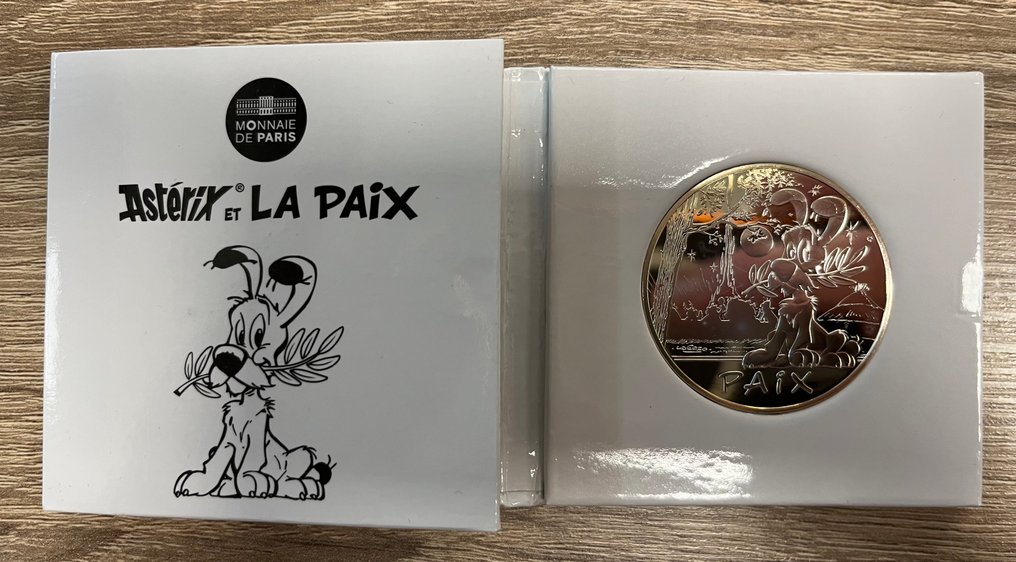 MONNAIE
DE PARIS
Astérix® ET LA PAiX
PAiX